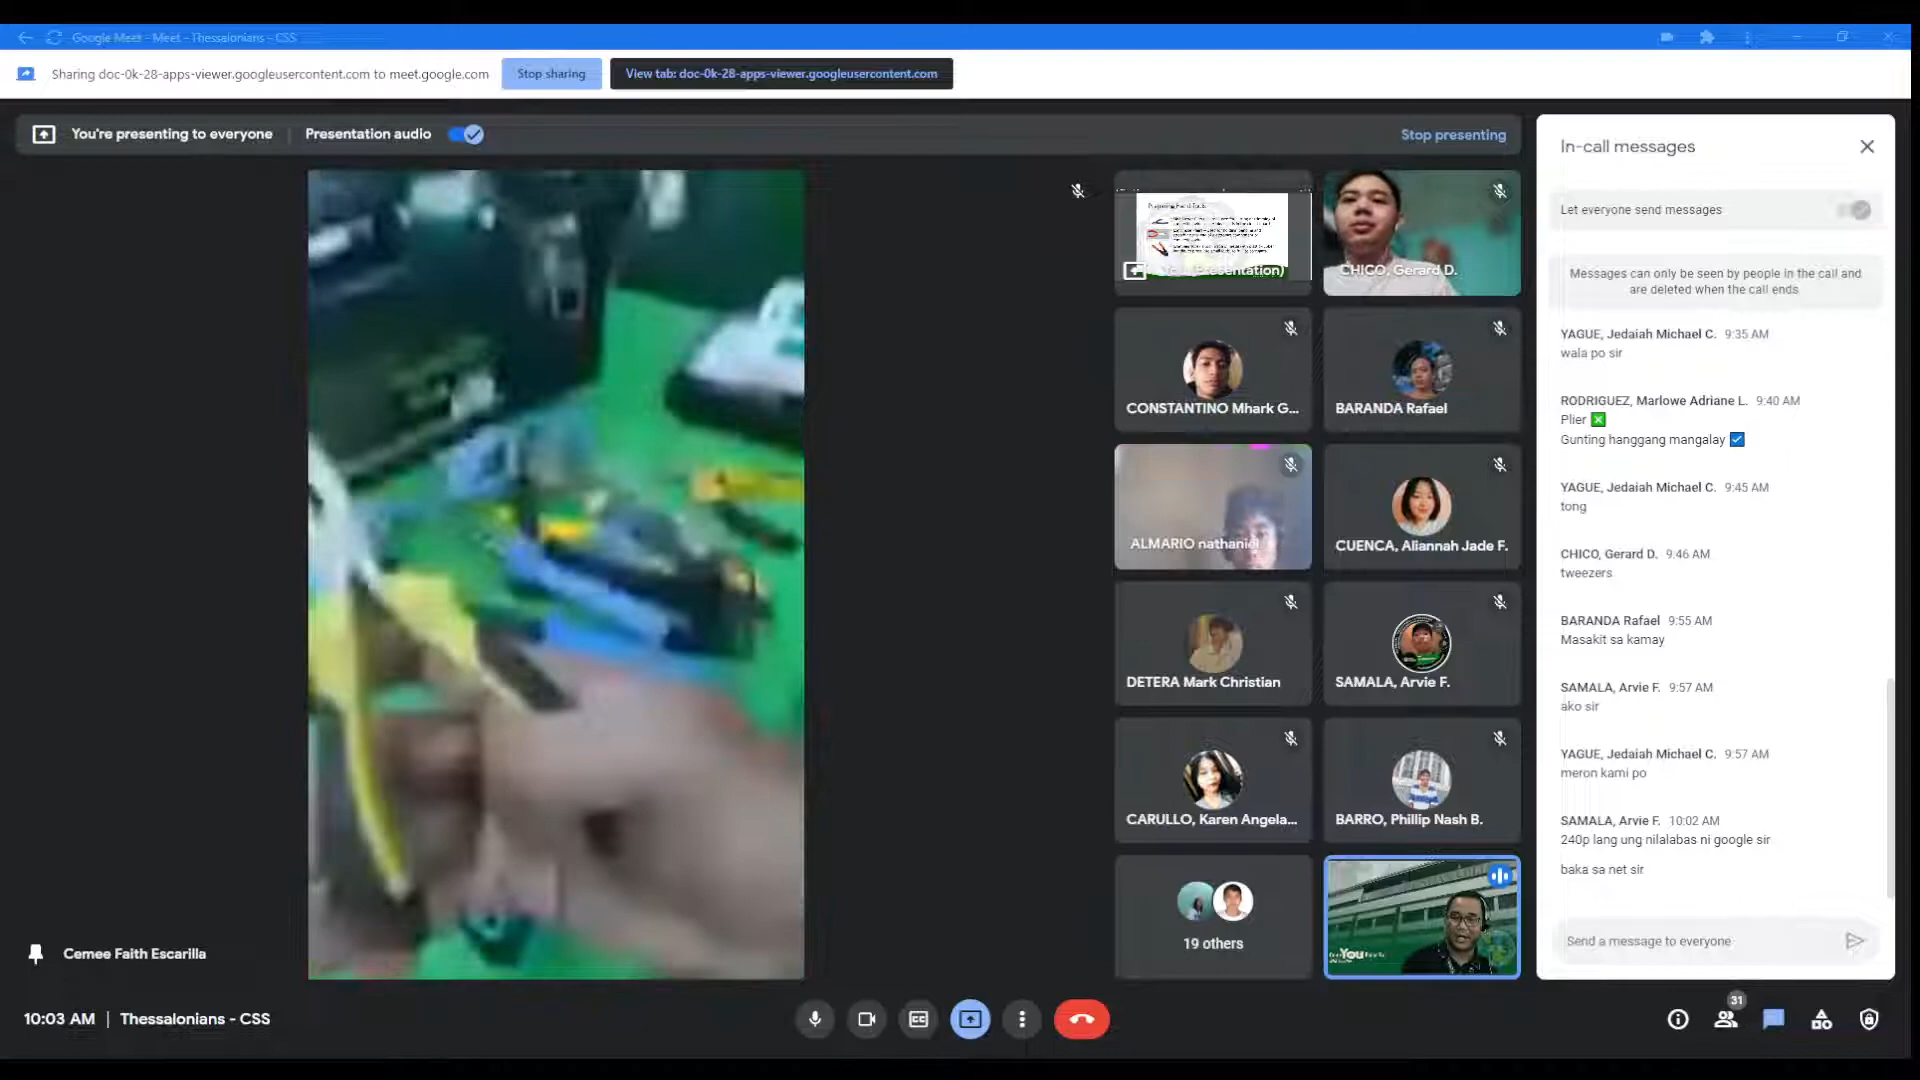 Google Meet - Meet - Thessalonians - CSS
Sharing doc-0k-28-apps-viewer.googleusercontent.com to meet.google.com
Stop sharing
View tab: doc-0k-28-apps-viewer.googleusercontent.com
You're presenting to everyone
Presentation audio
Stop presenting
(Presentation)
CHICO, Gerard D.
CONSTANTINO Mhark G...
BARANDA Rafael
ALMARIO nathaniel
CUENCA, Aliannah Jade F.
DETERA Mark Christian
SAMALA, Arvie F.
CARULLO, Karen Angela...
BARRO, Phillip Nash B.
19 others
You
Cemee Faith Escarilla
In-call messages
Let everyone send messages
Messages can only be seen by people in the call and
are deleted when the call ends
YAGUE, Jedaiah Michael C. 9:35 AM
wala po sir
RODRIGUEZ, Marlowe Adriane L. 9:40 AM
Plier ❎
Gunting hanggang mangalay ☑
YAGUE, Jedaiah Michael C. 9:45 AM
tong
CHICO, Gerard D. 9:46 AM
tweezers
BARANDA Rafael 9:55 AM
Masakit sa kamay
SAMALA, Arvie F. 9:57 AM
ako sir
YAGUE, Jedaiah Michael C. 9:57 AM
meron kami po
SAMALA, Arvie F. 10:02 AM
240p lang ung nilalabas ni google sir
baka sa net sir
Send a message to everyone
10:03 AM | Thessalonians - CSS
CC
31